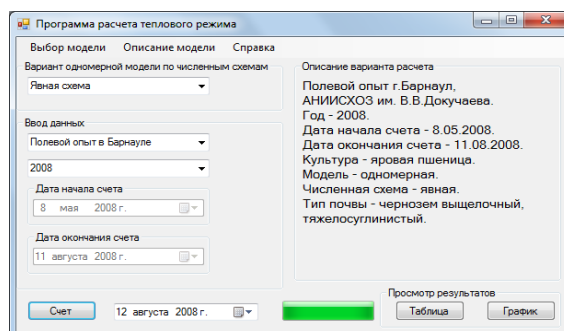 Программа расчета теплового режима
Выбор модели Описание модели Справка
Вариант одномерной модели по численным схемам
Явная схема
Ввод данных
Полевой опыт в Барнауле
2008
Дата начала счета
8 мая 2008 г.
Дата окончания счета
11 августа 2008 г.
Счет
12 августа 2008 г.
Описание варианта расчета
Полевой опыт г.Барнаул,
АНИИСХОЗ им. В.В.Докучаева.
Год - 2008.
Дата начала счета - 8.05.2008.
Дата окончания счета - 11.08.2008.
Культура - яровая пшеница.
Модель - одномерная.
Численная схема - явная.
Тип почвы - чернозем выщелочный,
тяжелосуглинистый.
Просмотр результатов
Таблица График